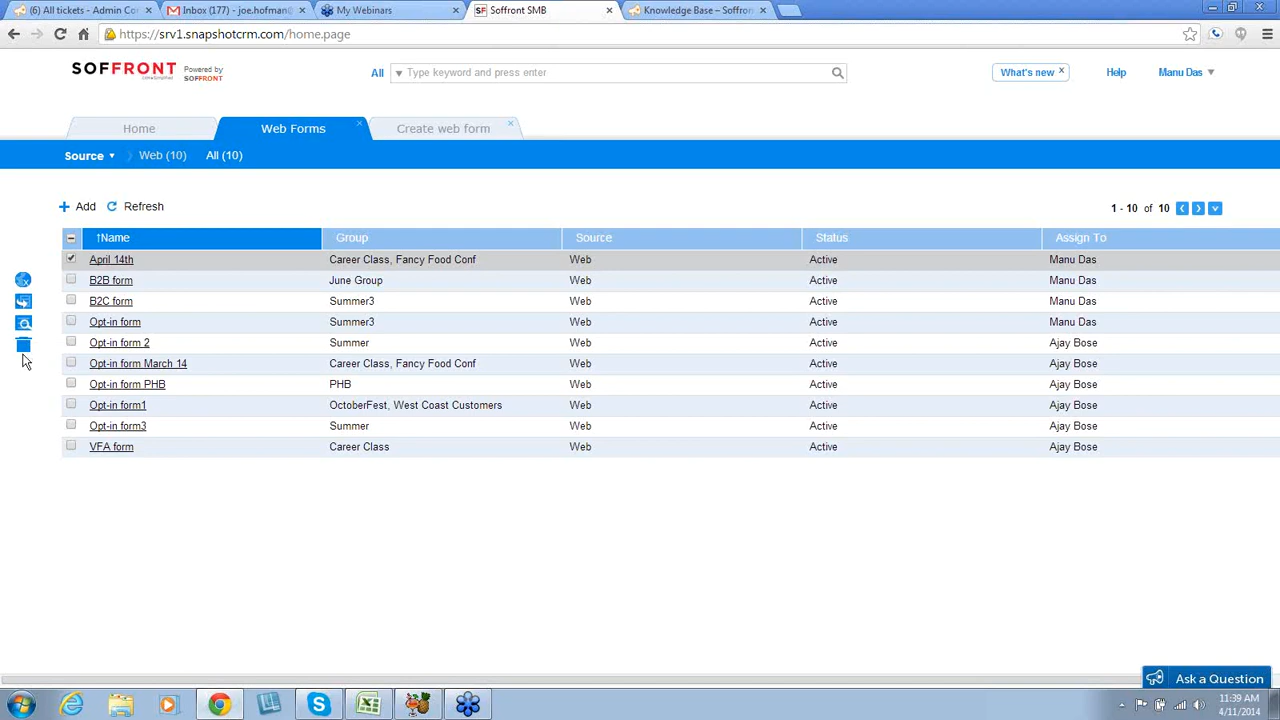 (6) All tickets - Admin Co
Inbox (177) - joe.hofman@
My Webinars
SF Soffront SMB
Knowledge Base – Soffron
https://srv1.snapshotcrm.com/home.page
SOFFRONT Powered by SOFFRONT
All Type keyword and press enter
What's new x Help Manu Das
Home Web Forms Create web form
Source Web (10) All (10)
Add Refresh 1 - 10 of 10
↑Name Group Source Status Assign To
April 14th Career Class, Fancy Food Conf Web Active Manu Das
B2B form June Group Web Active Manu Das
B2C form Summer3 Web Active Manu Das
Opt-in form Summer3 Web Active Manu Das
Opt-in form 2 Summer Web Active Ajay Bose
Opt-in form March 14 Career Class, Fancy Food Conf Web Active Ajay Bose
Opt-in form PHB PHB Web Active Ajay Bose
Opt-in form1 OctoberFest, West Coast Customers Web Active Ajay Bose
Opt-in form3 Summer Web Active Ajay Bose
VFA form Career Class Web Active Ajay Bose
Ask a Question
11:39 AM
4/11/2014